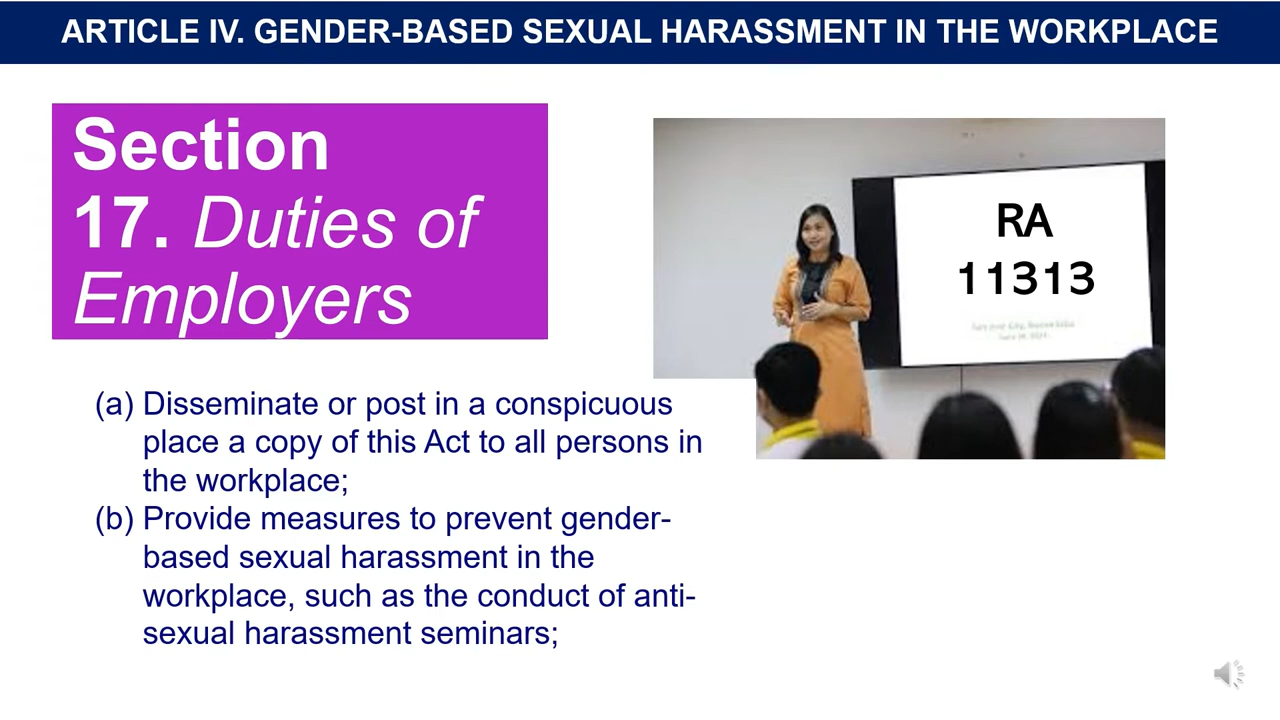 ARTICLE IV. GENDER-BASED SEXUAL HARASSMENT IN THE WORKPLACE
Section
17. Duties of
Employers
RA
11313
(a) Disseminate or post in a conspicuous
place a copy of this Act to all persons in
the workplace;
(b) Provide measures to prevent gender-
based sexual harassment in the
workplace, such as the conduct of anti-
sexual harassment seminars;